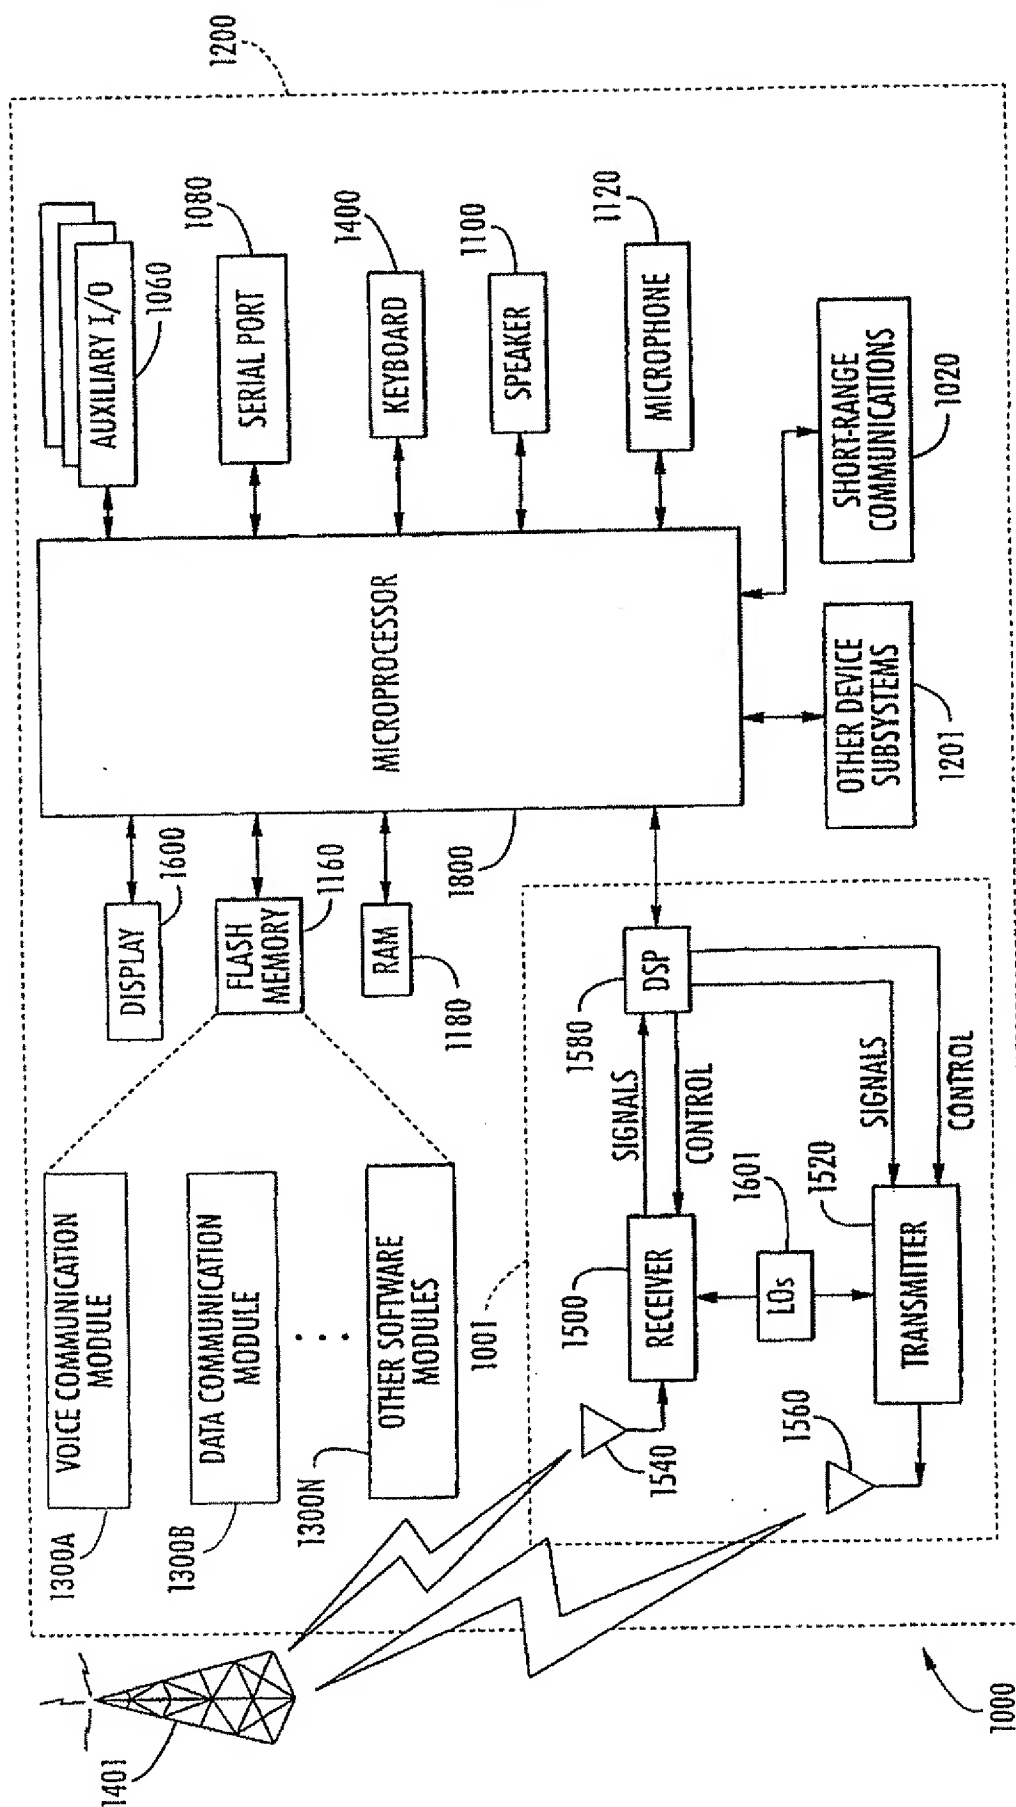 1200
VOICE COMMUNICATION
MODULE
1300A
DATA COMMUNICATION
MODULE
1300B
OTHER SOFTWARE
MODULES
1300N
DISPLAY
1600
FLASH
MEMORY
1160
RAM
1180
MICROPROCESSOR
1800
AUXILIARY I/O
1060
SERIAL PORT
1080
KEYBOARD
1400
SPEAKER
1100
MICROPHONE
1120
SHORT-RANGE
COMMUNICATIONS
1020
OTHER DEVICE
SUBSYSTEMS
1201
1001
DSP
1580
SIGNALS
CONTROL
RECEIVER
1500
1540
LOs
1601
SIGNALS
CONTROL
TRANSMITTER
1520
1560
1401
1000